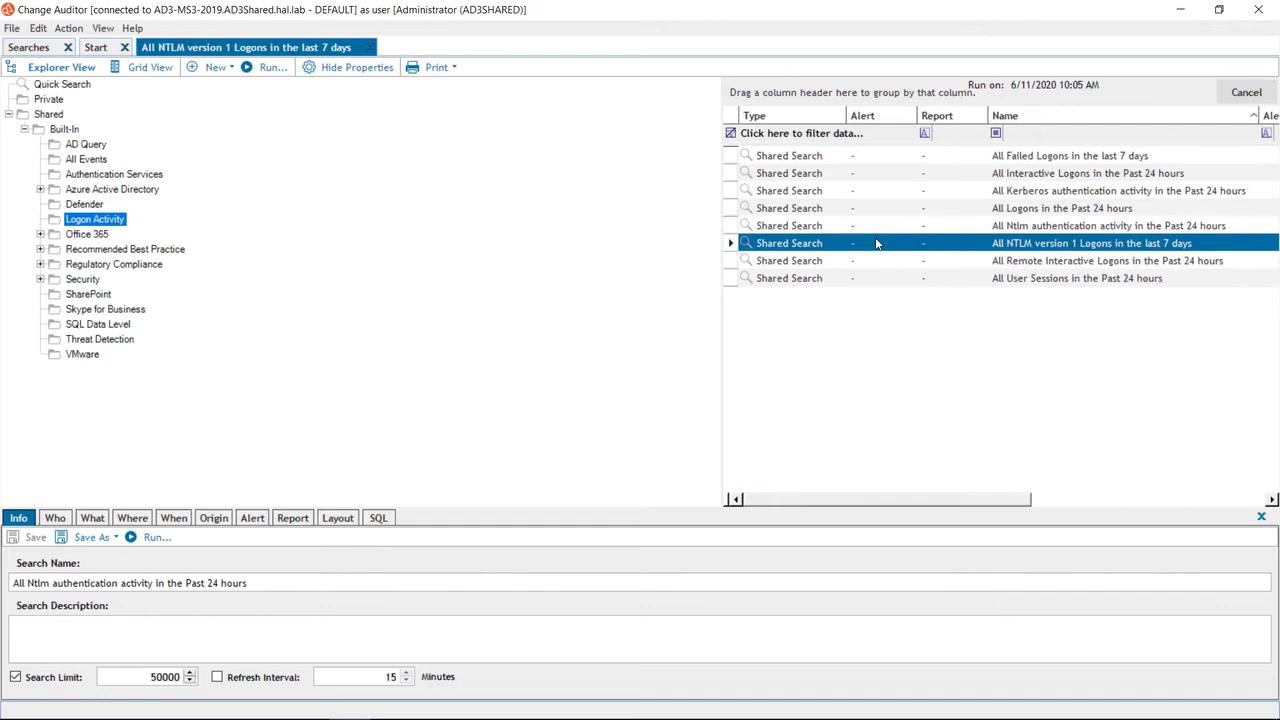 Change Auditor [connected to AD3-MS3-2019.AD3Shared.hal.lab - DEFAULT] as user [Administrator (AD3SHARED)]
File Edit Action View Help
Searches Start All NTLM version 1 Logons in the last 7 days
Explorer View Grid View New Run... Hide Properties Print
Quick Search
Private
Shared
Built-In
AD Query
All Events
Authentication Services
Azure Active Directory
Defender
Logon Activity
Office 365
Recommended Best Practice
Regulatory Compliance
Security
SharePoint
Skype for Business
SQL Data Level
Threat Detection
VMware
Run on: 6/11/2020 10:05 AM
Drag a column header here to group by that column.
Cancel
Type Alert Report Name Ale
Click here to filter data...
Shared Search - - All Failed Logons in the last 7 days
Shared Search - - All Interactive Logons in the Past 24 hours
Shared Search - - All Kerberos authentication activity in the Past 24 hours
Shared Search - - All Logons in the Past 24 hours
Shared Search - - All Ntlm authentication activity in the Past 24 hours
Shared Search - - All NTLM version 1 Logons in the last 7 days
Shared Search - - All Remote Interactive Logons in the Past 24 hours
Shared Search - - All User Sessions in the Past 24 hours
Info Who What Where When Origin Alert Report Layout SQL
Save Save As Run...
Search Name:
All Ntlm authentication activity in the Past 24 hours
Search Description:
Search Limit: 50000 Refresh Interval: 15 Minutes